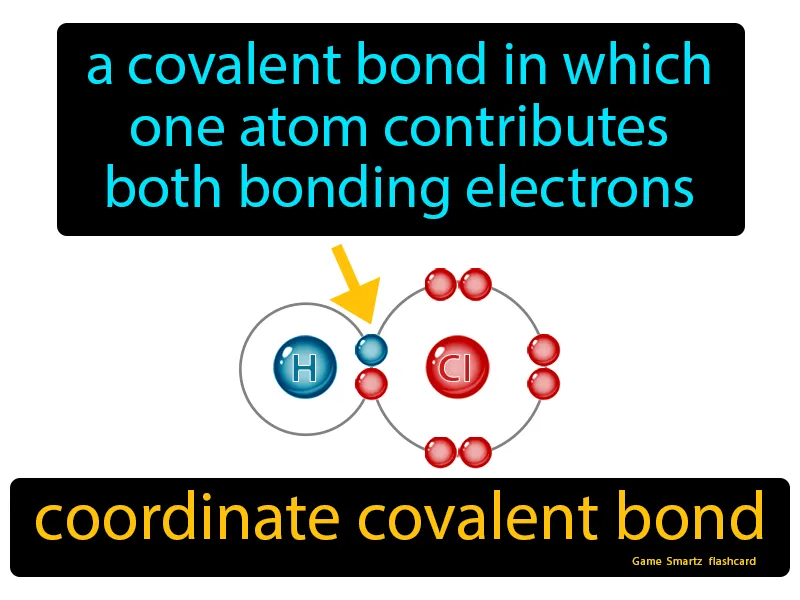 a covalent bond in which
one atom contributes
both bonding electrons
H
Cl
coordinate covalent bond
Game Smartz flashcard